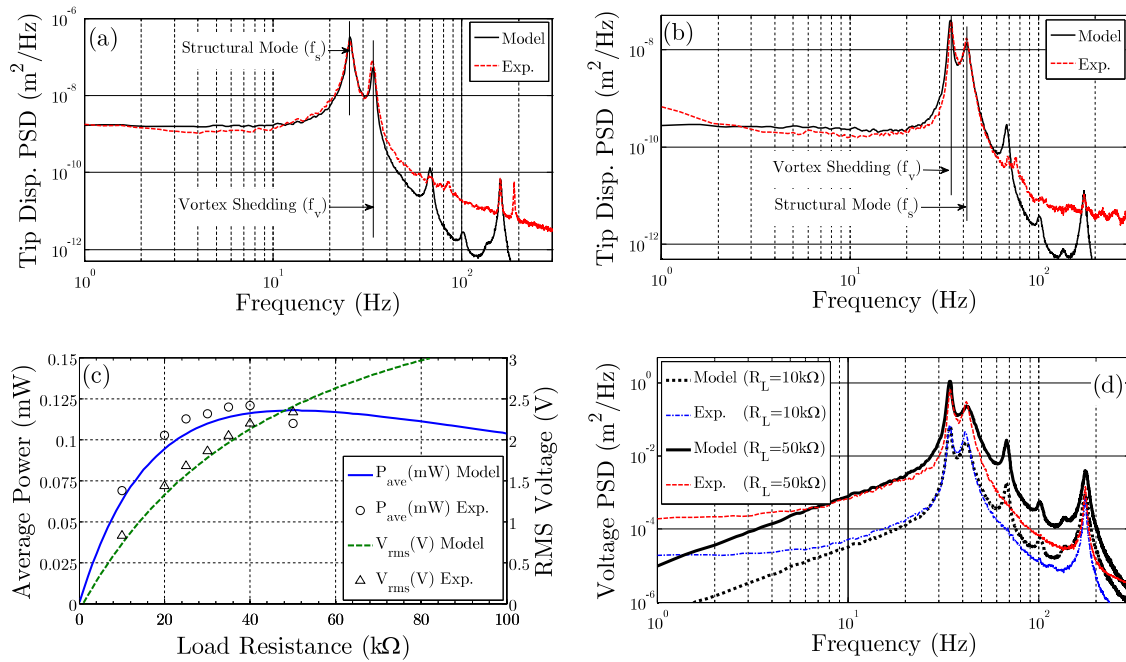 (a)
Structural Mode (f_s)
Vortex Shedding (f_v)
Model
Exp.
Tip Disp. PSD (m^2/Hz)
10^-6
10^-8
10^-10
10^-12
10^0 10^1 10^2
Frequency (Hz)
(b)
Model
Exp.
Vortex Shedding (f_v)
Structural Mode (f_s)
Tip Disp. PSD (m^2/Hz)
10^-8
10^-10
10^-12
10^0 10^1 10^2
Frequency (Hz)
(c)
Average Power (mW)
0.15
0.125
0.1
0.075
0.05
0.025
0
RMS Voltage (V)
3
2.5
2
1.5
1
0.5
0
P_ave(mW) Model
P_ave(mW) Exp.
V_rms(V) Model
V_rms(V) Exp.
0 20 40 60 80 100
Load Resistance (kΩ)
(d)
Model (R_L=10kΩ)
Exp. (R_L=10kΩ)
Model (R_L=50kΩ)
Exp. (R_L=50kΩ)
Voltage PSD (m^2/Hz)
10^0
10^-2
10^-4
10^-6
10^0 10^1 10^2
Frequency (Hz)